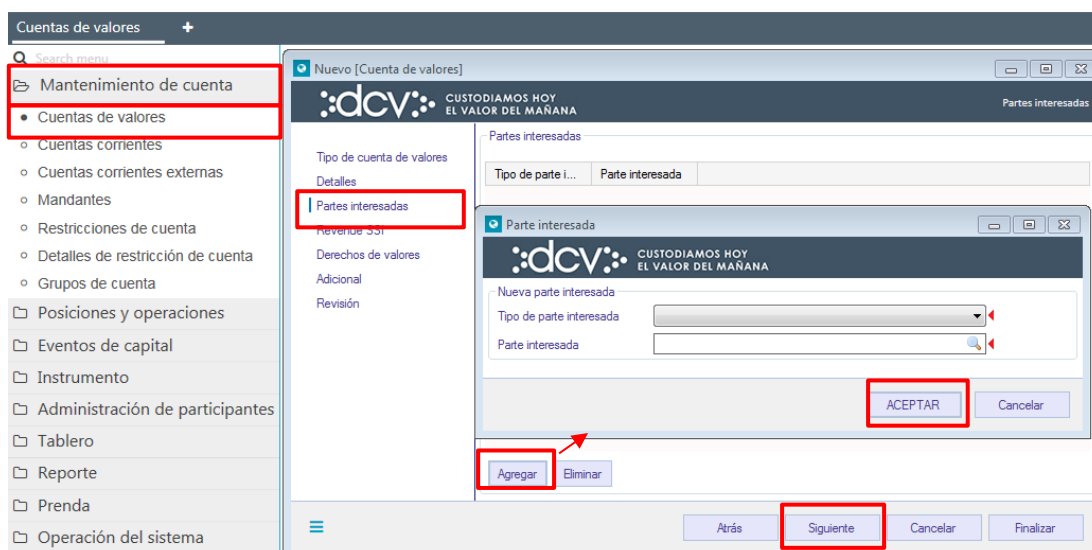 Cuentas de valores +
Search menu
Mantenimiento de cuenta
Cuentas de valores
Cuentas corrientes
Cuentas corrientes externas
Mandantes
Restricciones de cuenta
Detalles de restricción de cuenta
Grupos de cuenta
Posiciones y operaciones
Eventos de capital
Instrumento
Administración de participantes
Tablero
Reporte
Prenda
Operación del sistema
Nuevo [Cuenta de valores]
dcv CUSTODIAMOS HOY
EL VALOR DEL MAÑANA
Partes interesadas
Tipo de cuenta de valores
Detalles
Partes interesadas
Revende SSI
Derechos de valores
Adicional
Revisión
Partes interesadas
Tipo de parte i... Parte interesada
Parte interesada
dcv CUSTODIAMOS HOY
EL VALOR DEL MAÑANA
Nueva parte interesada
Tipo de parte interesada
Parte interesada
ACEPTAR Cancelar
Agregar Eliminar
Atrás Siguiente Cancelar Finalizar